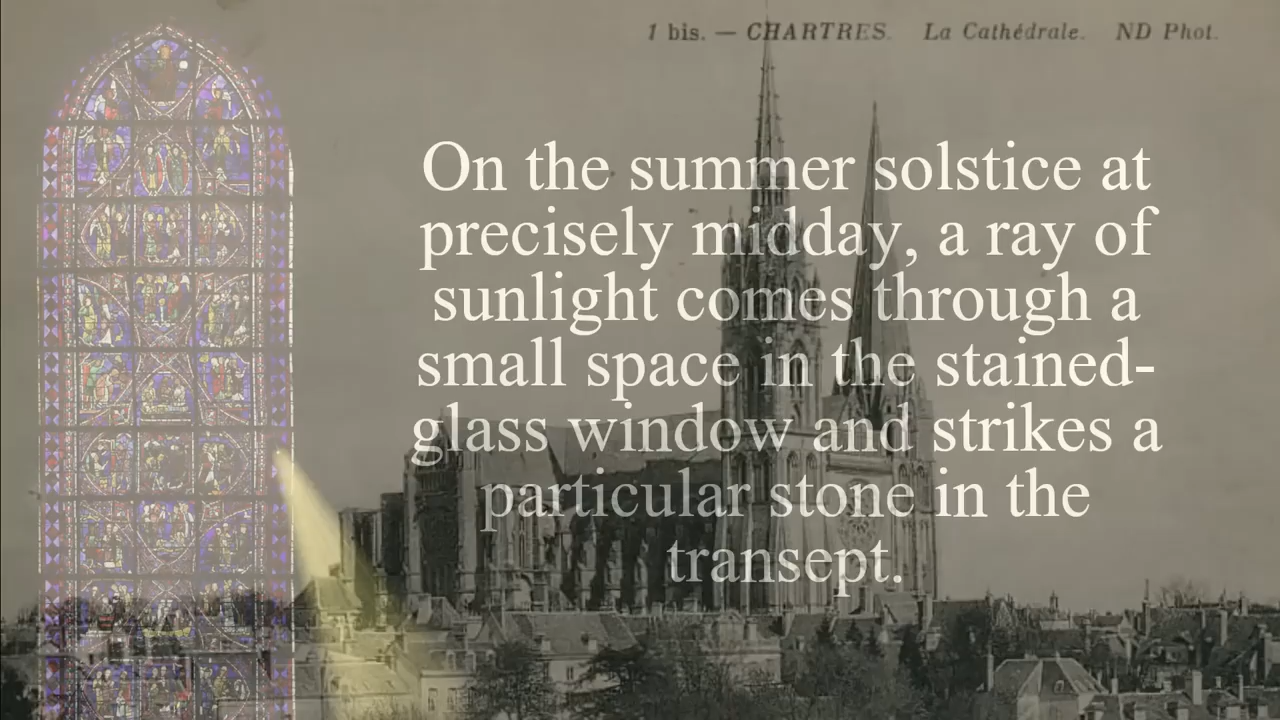 1 bis. — CHARTRES. La Cathédrale. ND Phot.
On the summer solstice at
precisely midday, a ray of
sunlight comes through a
small space in the stained-
glass window and strikes a
particular stone in the
transept.